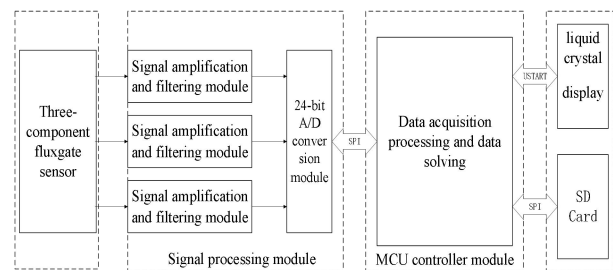 Three-
component
fluxgate
sensor
Signal amplification
and filtering module
Signal amplification
and filtering module
Signal amplification
and filtering module
24-bit
A/D
conver
sion
module
Signal processing module
SPI
Data acquisition
processing and data
solving
MCU controller module
USTART
SPI
liquid
crystal
display
SD
Card